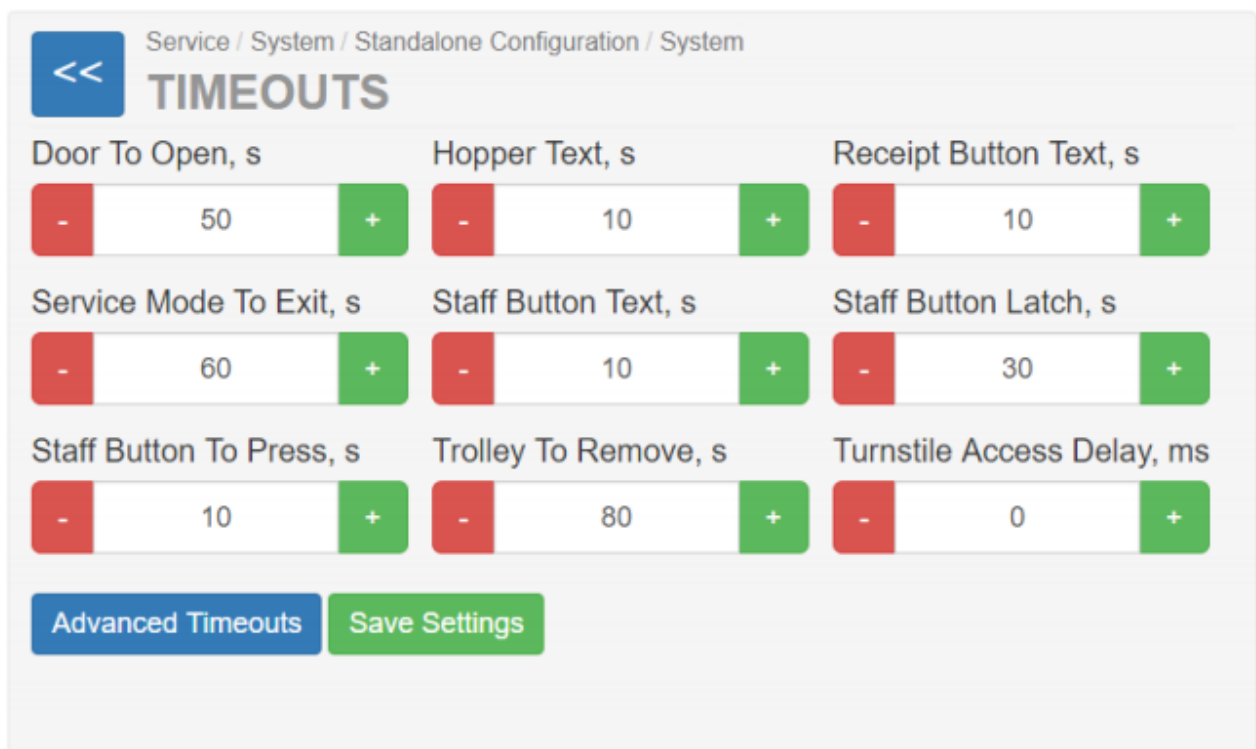 <<
Service / System / Standalone Configuration / System
TIMEOUTS
Door To Open, s Hopper Text, s Receipt Button Text, s
- 50 + - 10 + - 10 +
Service Mode To Exit, s Staff Button Text, s Staff Button Latch, s
- 60 + - 10 + - 30 +
Staff Button To Press, s Trolley To Remove, s Turnstile Access Delay, ms
- 10 + - 80 + - 0 +
Advanced Timeouts Save Settings